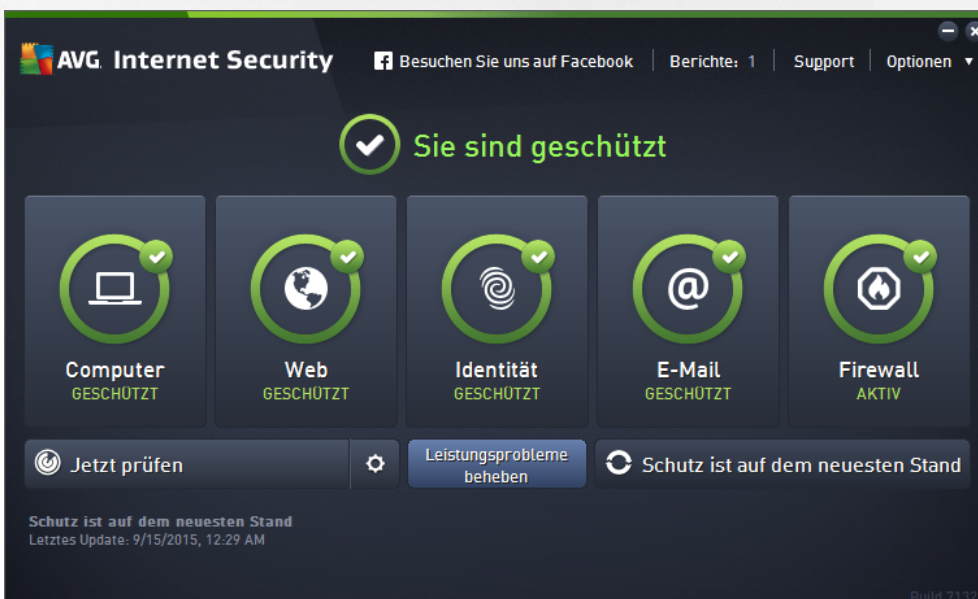 AVG. Internet Security
Besuchen Sie uns auf Facebook
Berichte: 1
Support
Optionen
Sie sind geschützt
Computer
GESCHÜTZT
Web
GESCHÜTZT
Identität
GESCHÜTZT
E-Mail
GESCHÜTZT
Firewall
AKTIV
Jetzt prüfen
Leistungsprobleme
beheben
Schutz ist auf dem neuesten Stand
Schutz ist auf dem neuesten Stand
Letztes Update: 9/15/2015, 12:29 AM
Build 7133